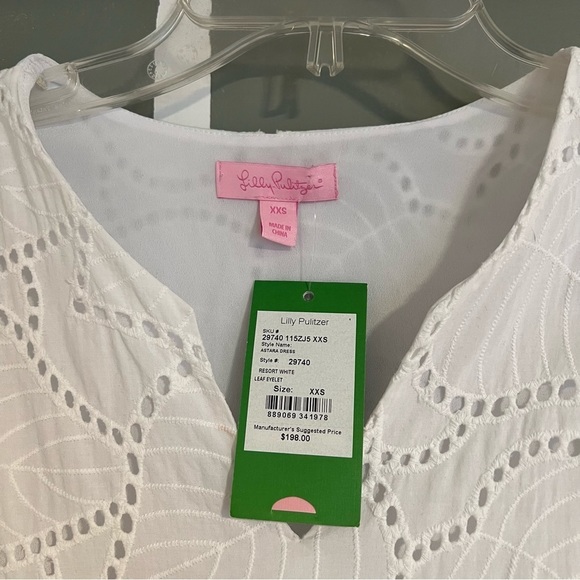 Lilly Pulitzer®
XXS
MADE IN
CHINA
Lilly Pulitzer
SKU #
29740 115ZJ5 XXS
Style Name:
ASTARA DRESS
Style #: 29740
RESORT WHITE
LEAF EYELET
Size: XXS
889069 341978
Manufacturer's Suggested Price
$198.00